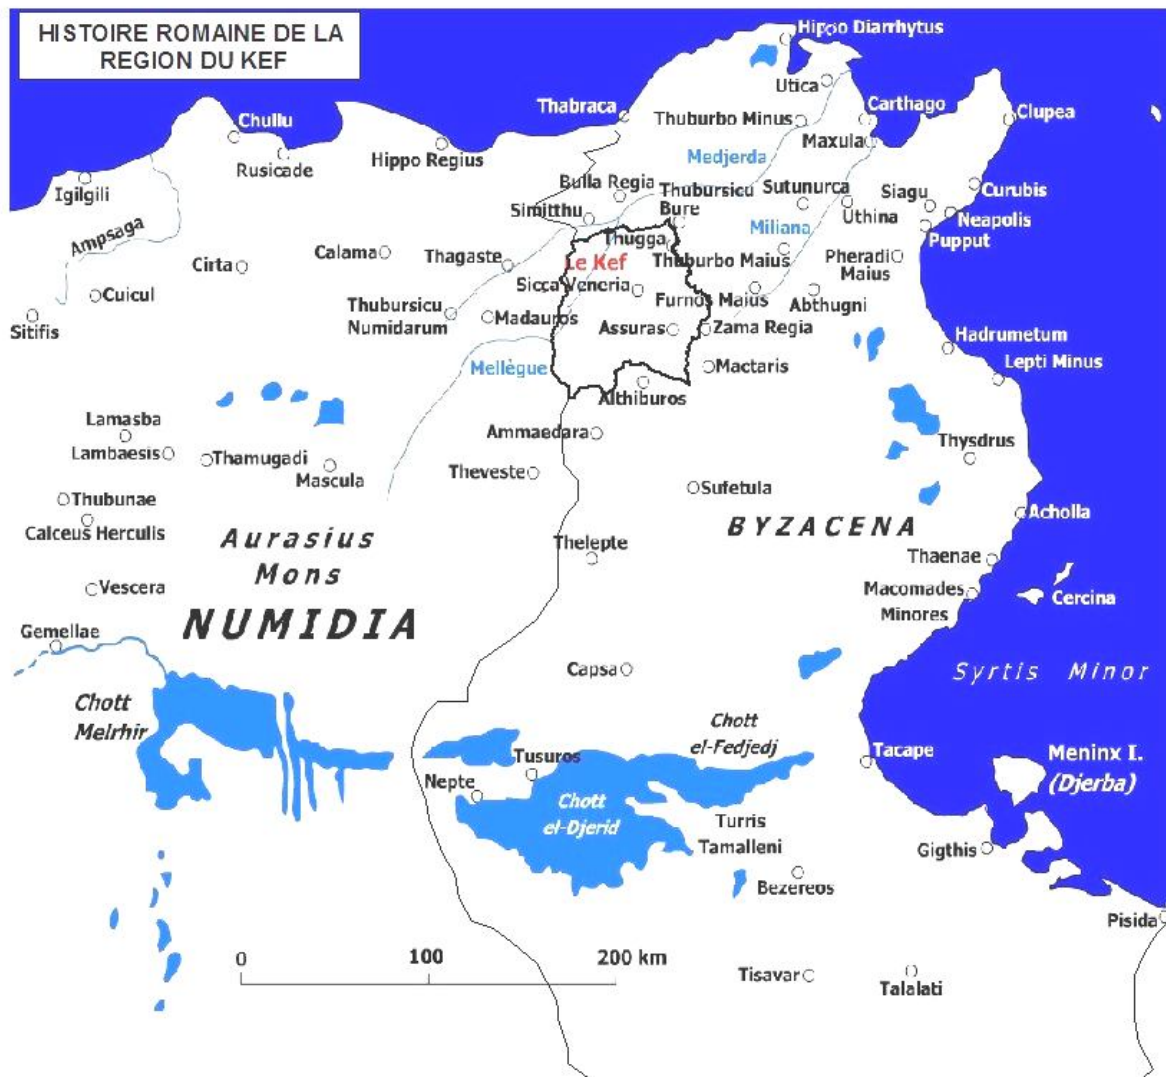 HISTOIRE ROMAINE DE LA
REGION DU KEF
Hippo Diarrhytus
Utica
Thabraca
Thuburbo Minus
Carthago
Clupea
Chullu
Maxula
Rusicade
Hippo Regius
Medjerda
Igilgili
Bulla Regia
Thubursicu
Bure
Sutunurca
Siagu
Curubis
Simitthu
Uthina
Neapolis
Ampsaga
Miliana
Pupput
Calama
Thugga
Thagaste
Le Kef
Thuburbo Maius
Pheradi
Maius
Cirta
Cuicul
Sicca Veneria
Furnos Maius
Abthugni
Sitifis
Thubursicu
Numidarum
Madauros
Assuras
Zama Regia
Hadrumetum
Mellègue
Mactaris
Lepti Minus
Althiburos
Lamasba
Ammaedara
Thysdrus
Lambaesis
Thamugadi
Mascula
Theveste
Sufetula
Thubunae
Calceus Herculis
Acholla
Aurasius
Mons
BYZACENA
Thelepte
Thaenae
Vescera
Macomades
Minores
Cercina
NUMIDIA
Gemellae
Capsa
Syrtis Minor
Chott
Melrhir
Chott
el-Fedjedj
Tusuros
Tacape
Meninx I.
(Djerba)
Nepte
Chott
el-Djerid
Turris
Tamalleni
Gigthis
Bezereos
Pisida
0 100 200 km
Tisavar
Talalati